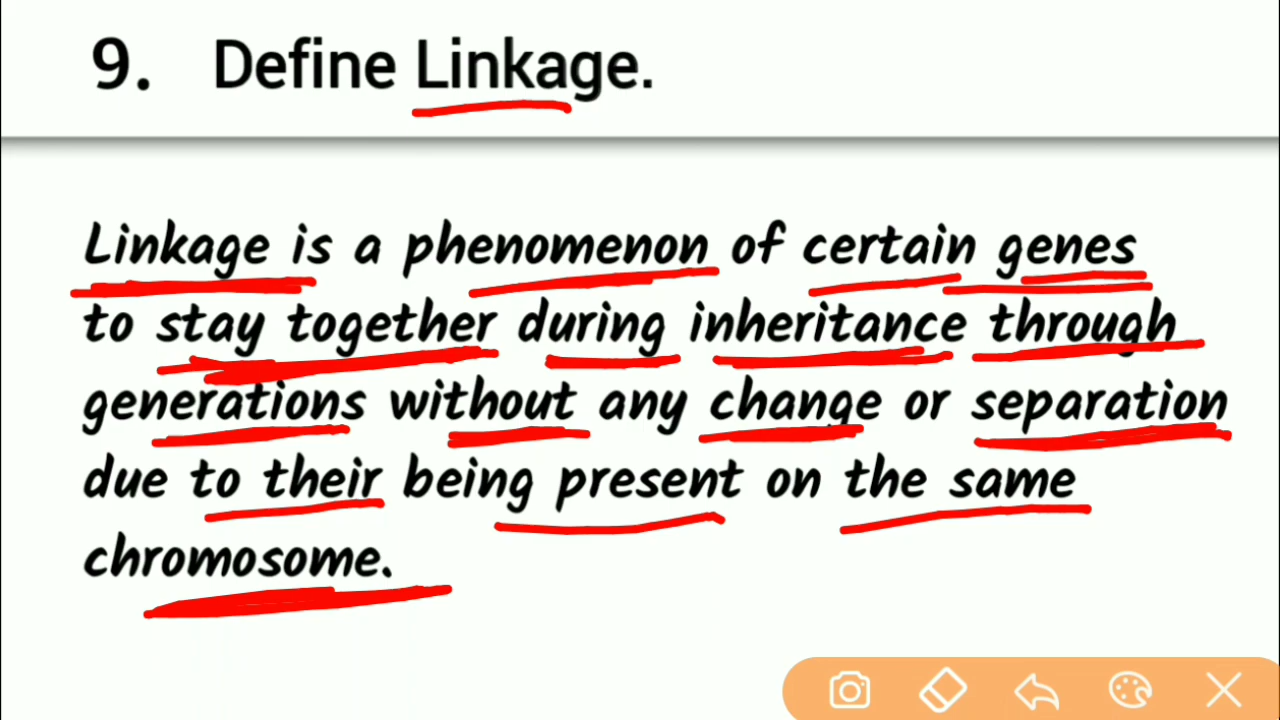 9. Define Linkage.
Linkage is a phenomenon of certain genes
to stay together during inheritance through
generations without any change or separation
due to their being present on the same
chromosome.